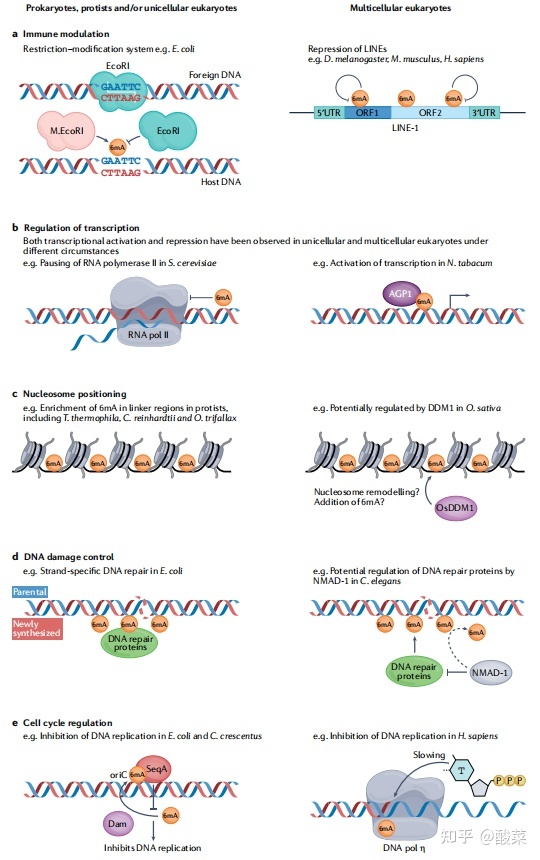 Prokaryotes, protists and/or unicellular eukaryotes
Multicellular eukaryotes
a Immune modulation
Restriction–modification system e.g. E. coli
EcoRI
Foreign DNA
GAATTC
CTTAAG
M.EcoRI
6mA
EcoRI
GAATTC
CTTAAG
Host DNA
Repression of LINEs
e.g. D. melanogaster, M. musculus, H. sapiens
6mA 6mA 6mA
5′UTR ORF1 ORF2 3′UTR
LINE-1
b Regulation of transcription
Both transcriptional activation and repression have been observed in unicellular and multicellular eukaryotes under
different circumstances
e.g. Pausing of RNA polymerase II in S. cerevisiae
6mA
RNA pol II
e.g. Activation of transcription in N. tabacum
AGP1
6mA
c Nucleosome positioning
e.g. Enrichment of 6mA in linker regions in protists,
including T. thermophila, C. reinhardtii and O. trifallax
6mA 6mA 6mA 6mA
e.g. Potentially regulated by DDM1 in O. sativa
6mA 6mA 6mA 6mA
Nucleosome remodelling?
Addition of 6mA?
OsDDM1
d DNA damage control
e.g. Strand-specific DNA repair in E. coli
Parental
Newly
synthesized
6mA 6mA 6mA
DNA repair
proteins
e.g. Potential regulation of DNA repair proteins by
NMAD-1 in C. elegans
6mA 6mA 6mA
6mA
DNA repair
proteins
NMAD-1
e Cell cycle regulation
e.g. Inhibition of DNA replication in E. coli and C. crescentus
oriC
6mA
SeqA
6mA
Dam
Inhibits DNA replication
e.g. Inhibition of DNA replication in H. sapiens
Slowing
T
P P P
6mA
DNA pol η
知乎 @酸菜